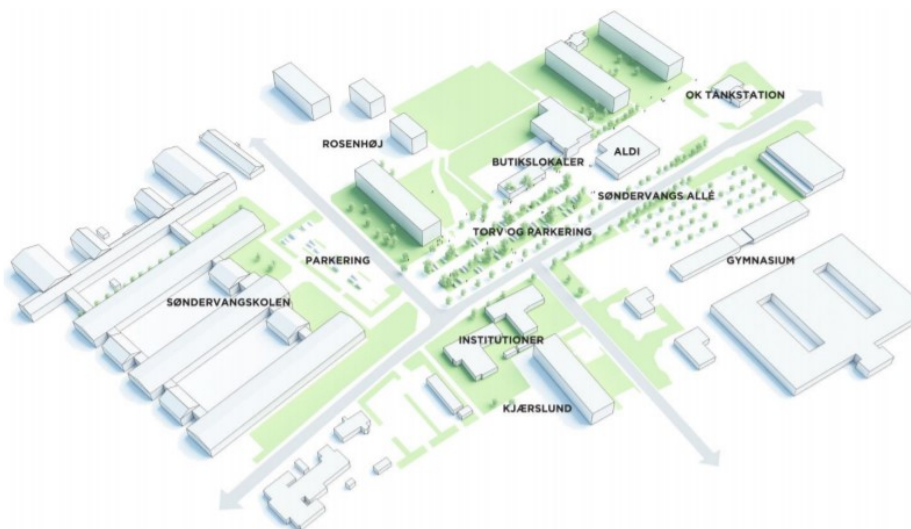 OK TANKSTATION
ROSENHØJ
ALDI
BUTIKSLOKALER
SØNDERVANGS ALLÉ
TORV OG PARKERING
PARKERING
GYMNASIUM
SØNDERVANGSKOLEN
INSTITUTIONER
KJÆRSLUND